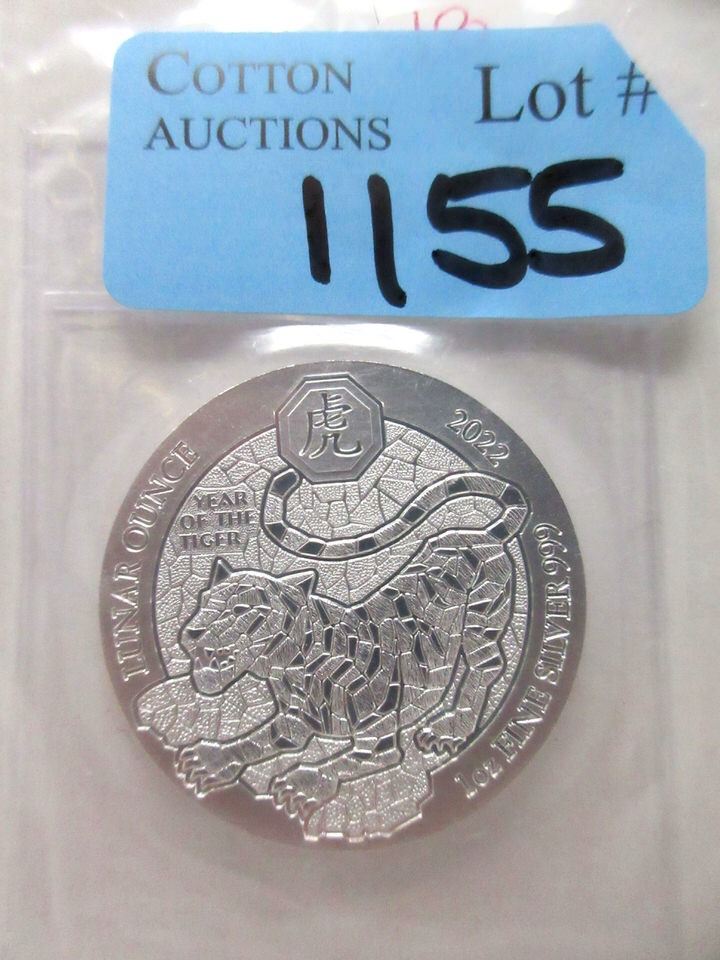 COTTON
AUCTIONS
Lot #
1155
虎
2022
LUNAR OUNCE
YEAR
OF THE
TIGER
1oz FINE SILVER 999